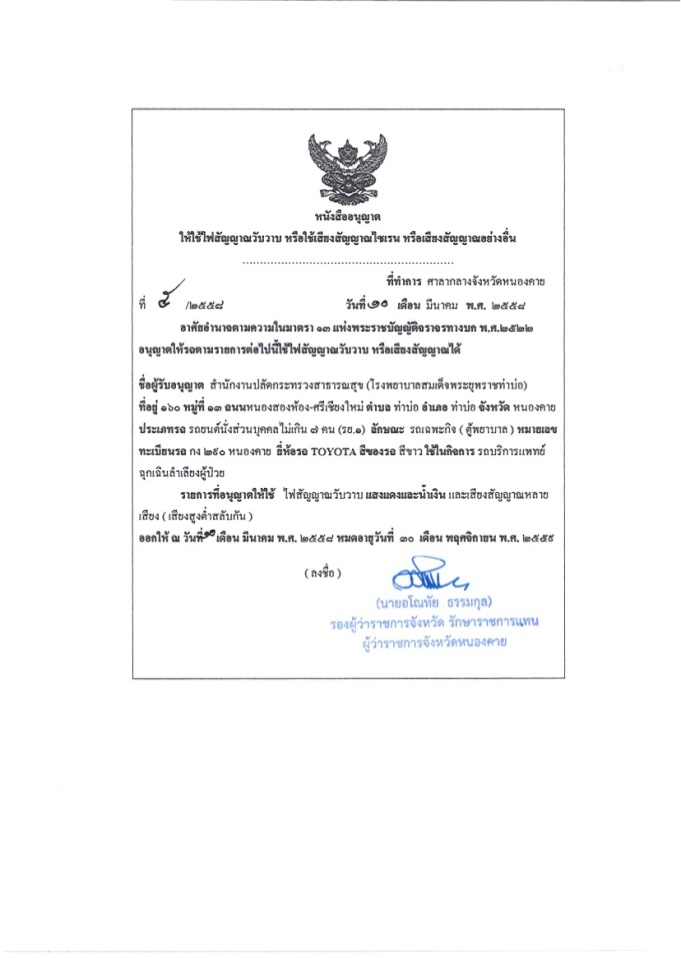 หนังสืออนุญาต
ให้ใช้ไฟสัญญาณวับวาบ หรือใช้เสียงสัญญาณไซเรน หรือเสียงสัญญาณอย่างอื่น
ที่ทำการ ศาลากลางจังหวัดหนองคาย
ที่ ๕ /๒๕๕๘ วันที่ ๑๐ เดือน มีนาคม พ.ศ. ๒๕๕๘
อาศัยอำนาจตามความในมาตรา ๑๓ แห่งพระราชบัญญัติจราจรทางบก พ.ศ.๒๕๒๒
อนุญาตให้รถตามรายการต่อไปนี้ใช้ไฟสัญญาณวับวาบ หรือเสียงสัญญาณได้
ชื่อผู้รับอนุญาต สำนักงานปลัดกระทรวงสาธารณสุข (โรงพยาบาลสมเด็จพระยุพราชท่าบ่อ)
ที่อยู่ ๑๖๐ หมู่ที่ ๑๓ ถนนหนองสองห้อง-ศรีเชียงใหม่ ตำบล ท่าบ่อ อำเภอ ท่าบ่อ จังหวัด หนองคาย
ประเภทรถ รถยนต์นั่งส่วนบุคคลไม่เกิน ๗ คน (รย.๑) ลักษณะ รถเฉพะกิจ ( ตู้พยาบาล ) หมายเลข
ทะเบียนรถ กง ๒๙๐ หนองคาย ยี่ห้อรถ TOYOTA สีของรถ สีขาว ใช้ในกิจการ รถบริการแพทย์
ฉุกเฉินลำเลียงผู้ป่วย
รายการที่อนุญาตให้ใช้ ไฟสัญญาณวับวาบ แสงแดงและน้ำเงิน และเสียงสัญญาณหลาย
เสียง ( เสียงสูงต่ำสลับกัน )
ออกให้ ณ วันที่ ๑๐ เดือน มีนาคม พ.ศ. ๒๕๕๘ หมดอายุวันที่ ๓๐ เดือน พฤศจิกายน พ.ศ. ๒๕๕๙
( ลงชื่อ )
(นายอโณทัย ธรรมกุล)
รองผู้ว่าราชการจังหวัด รักษาราชการแทน
ผู้ว่าราชการจังหวัดหนองคาย